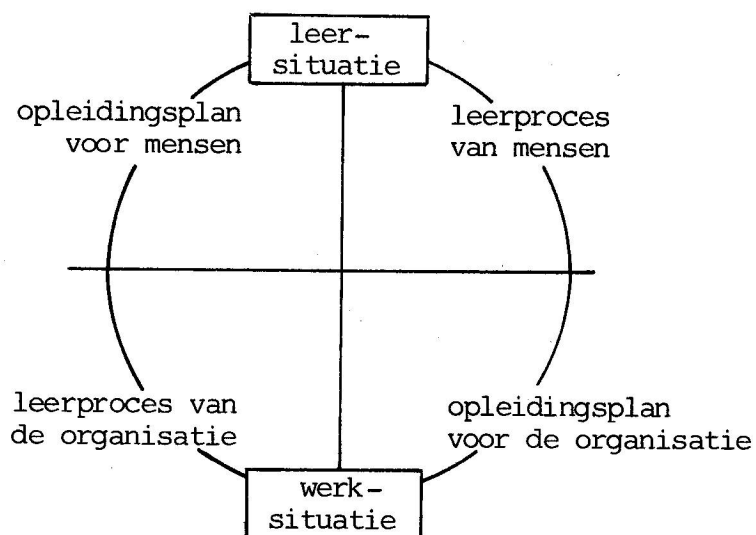 leer-
situatie
opleidingsplan
voor mensen
leerproces
van mensen
leerproces van
de organisatie
opleidingsplan
voor de organisatie
werk-
situatie